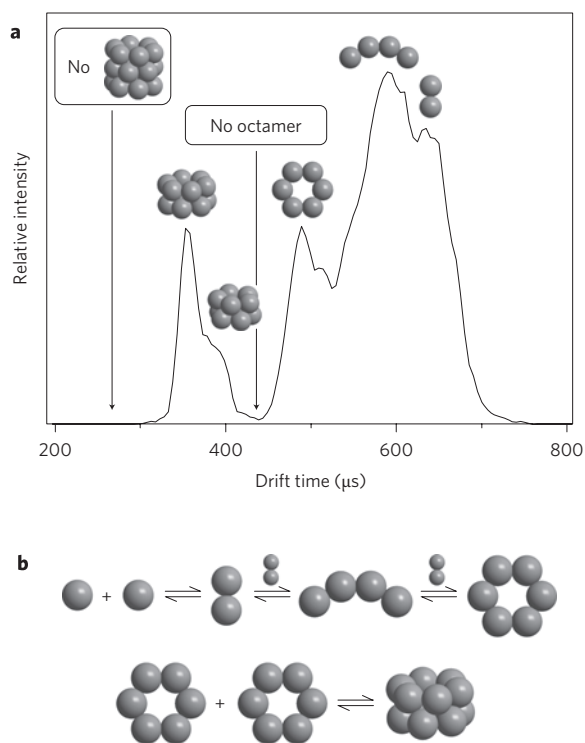 a
No
No octamer
Relative intensity
200
400
600
800
Drift time (μs)
b
+
+